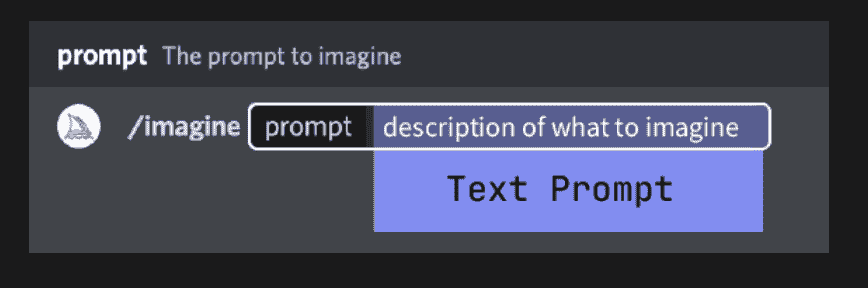 prompt The prompt to imagine
/imagine prompt description of what to imagine
Text Prompt